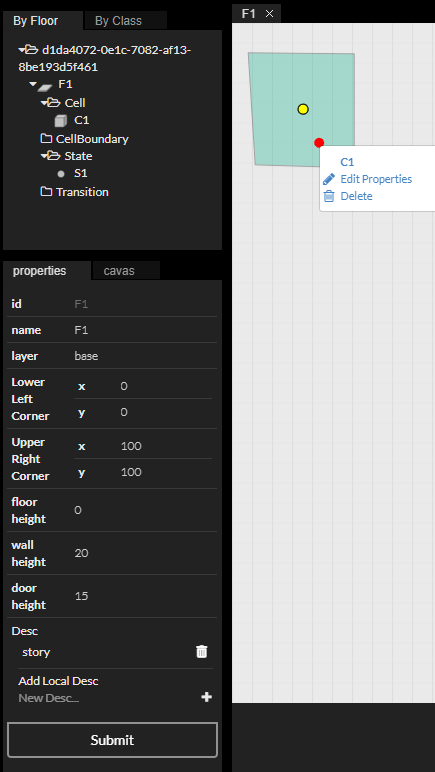 By Floor By Class
d1da4072-0e1c-7082-af13-
8be193d5f461
F1
Cell
C1
CellBoundary
State
S1
Transition
properties cavas
id F1
name F1
layer base
Lower
Left
Corner
x 0
y 0
Upper
Right
Corner
x 100
y 100
floor
height
0
wall
height
20
door
height
15
Desc
story
Add Local Desc
New Desc...
Submit
F1 ×
C1
Edit Properties
Delete